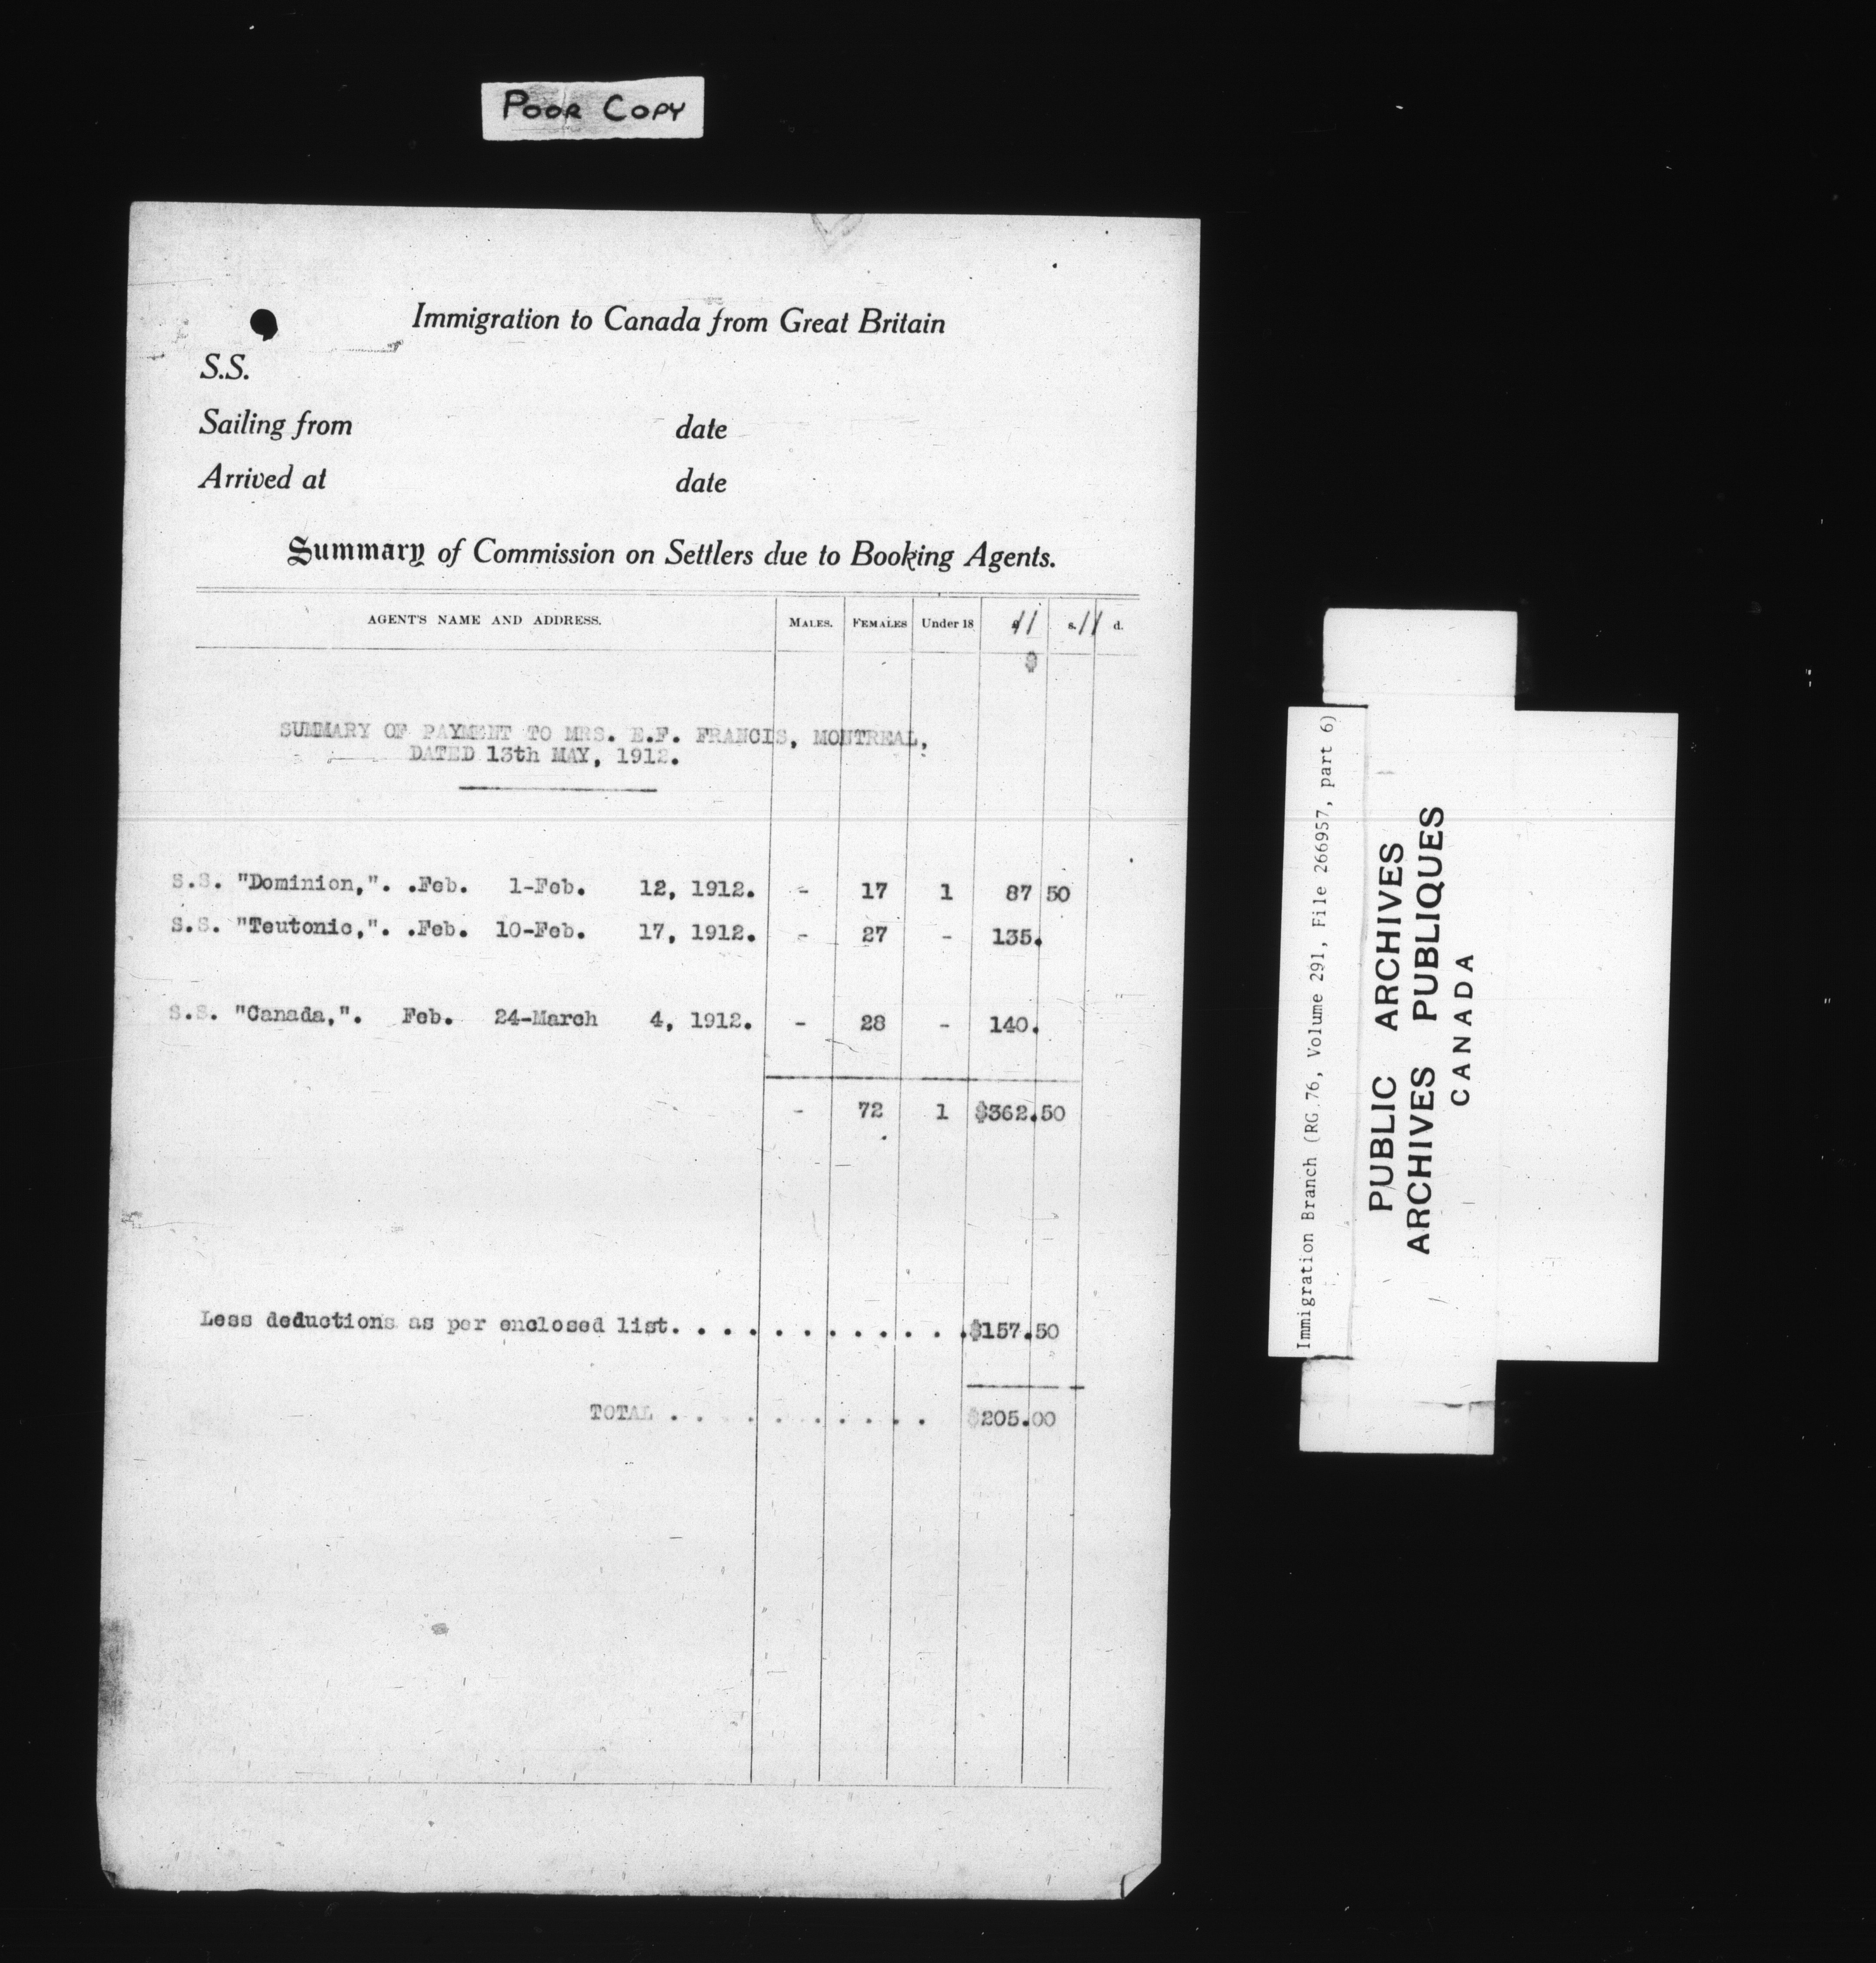 POOR COPY
Immigration to Canada from Great Britain
S.S.
Sailing from date
Arrived at date
Summary of Commission on Settlers due to Booking Agents.
AGENT'S NAME AND ADDRESS. MALES. FEMALES Under 18 s. d.
$
SUMMARY OF PAYMENT TO MRS. E.F. FRANCIS, MONTREAL,
DATED 13th MAY, 1912.
S.S. "Dominion,". .Feb. 1-Feb. 12, 1912. - 17 1 87 50
S.S. "Teutonic,". .Feb. 10-Feb. 17, 1912. - 27 - 135.
S.S. "Canada,". Feb. 24-March 4, 1912. - 28 - 140.
- 72 1 $362.50
Less deductions as per enclosed list. . . . . . . . . . . .$157.50
TOTAL . . . . . . . . . . $205.00
Immigration Branch (RG 76, Volume 291, File 266957, part 6)
PUBLIC ARCHIVES
ARCHIVES PUBLIQUES
CANADA